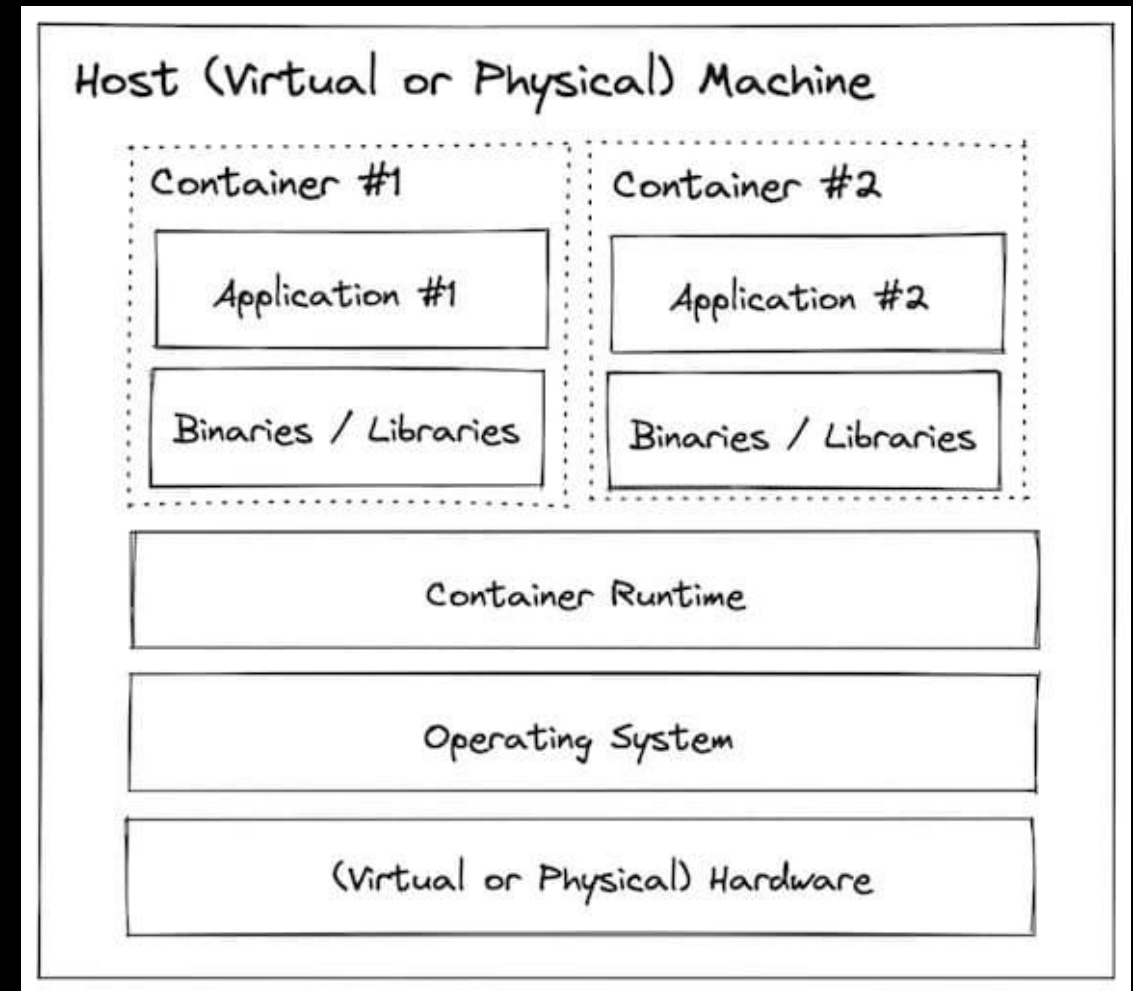 Host (Virtual or Physical) Machine
Container #1
Application #1
Binaries / Libraries
Container #2
Application #2
Binaries / Libraries
Container Runtime
Operating System
(Virtual or Physical) Hardware